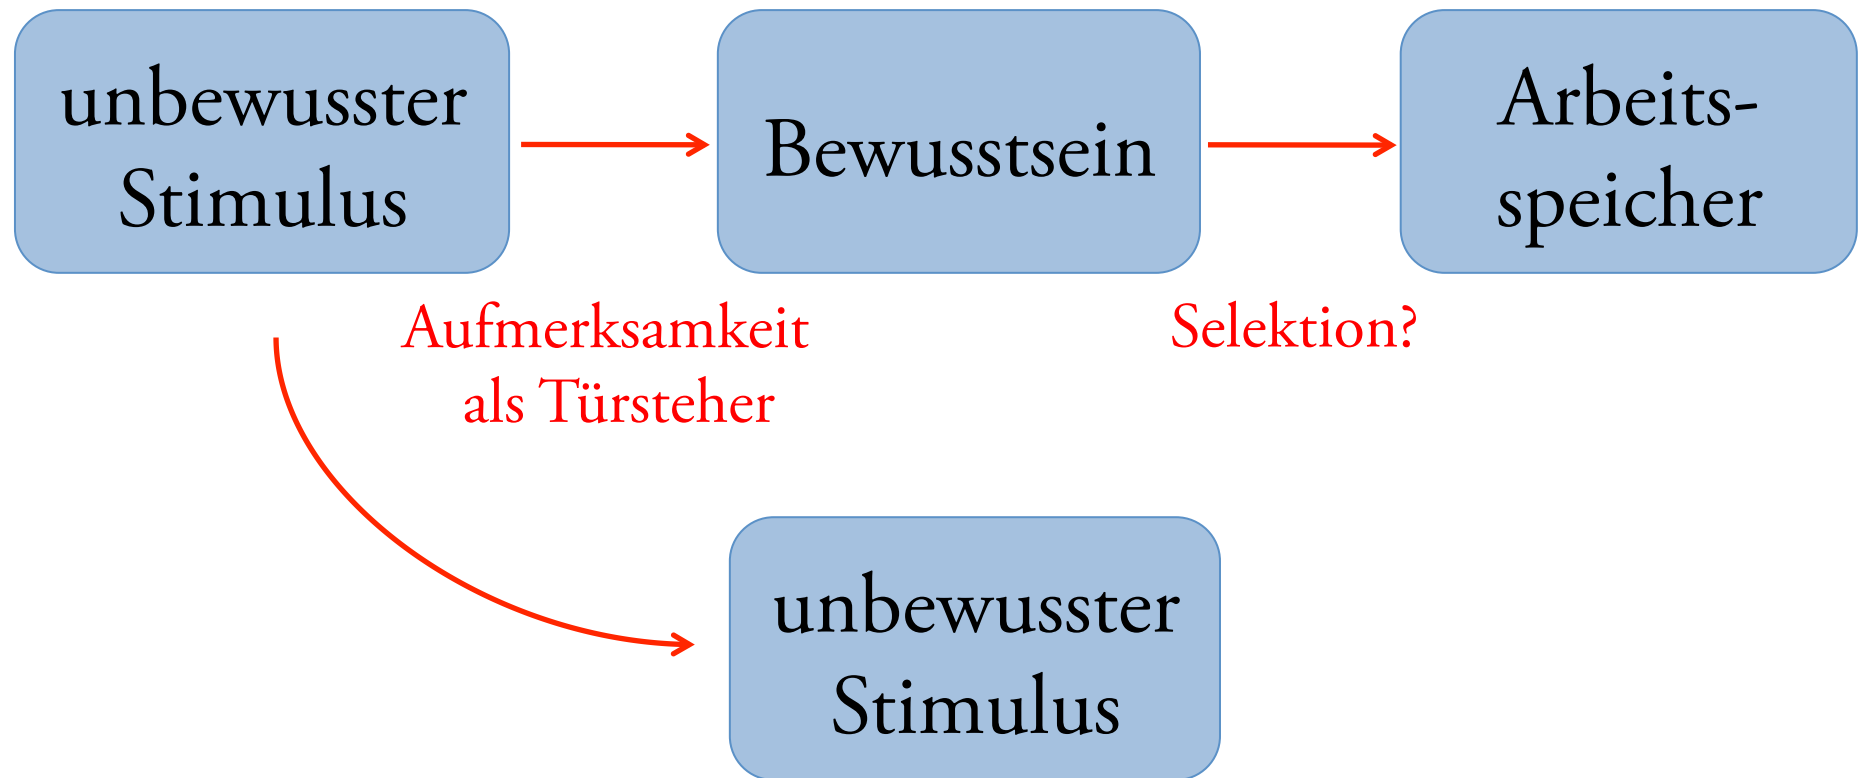 unbewusster
Stimulus
Bewusstsein
Arbeits-
speicher
Aufmerksamkeit
als Türsteher
Selektion?
unbewusster
Stimulus